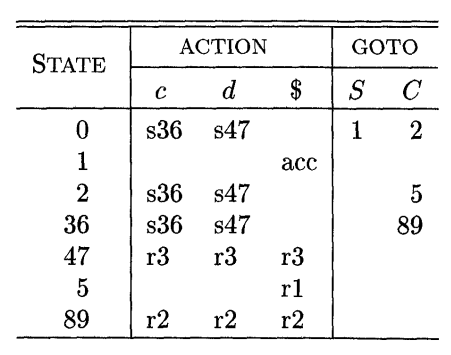 STATE ACTION GOTO
c d $ S C
0 s36 s47 1 2
1 acc
2 s36 s47 5
36 s36 s47 89
47 r3 r3 r3
5 r1
89 r2 r2 r2